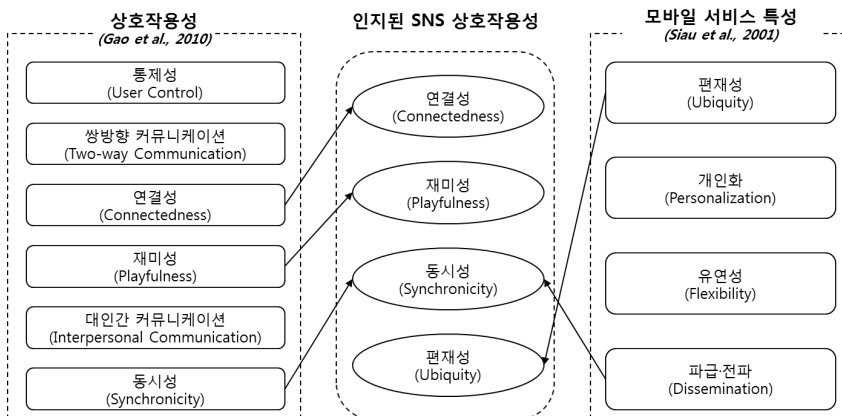 상호작용성
(Gao et al., 2010)
통제성
(User Control)
쌍방향 커뮤니케이션
(Two-way Communication)
연결성
(Connectedness)
재미성
(Playfulness)
대인간 커뮤니케이션
(Interpersonal Communication)
동시성
(Synchronicity)
인지된 SNS 상호작용성
연결성
(Connectedness)
재미성
(Playfulness)
동시성
(Synchronicity)
편재성
(Ubiquity)
모바일 서비스 특성
(Siau et al., 2001)
편재성
(Ubiquity)
개인화
(Personalization)
유연성
(Flexibility)
파급·전파
(Dissemination)